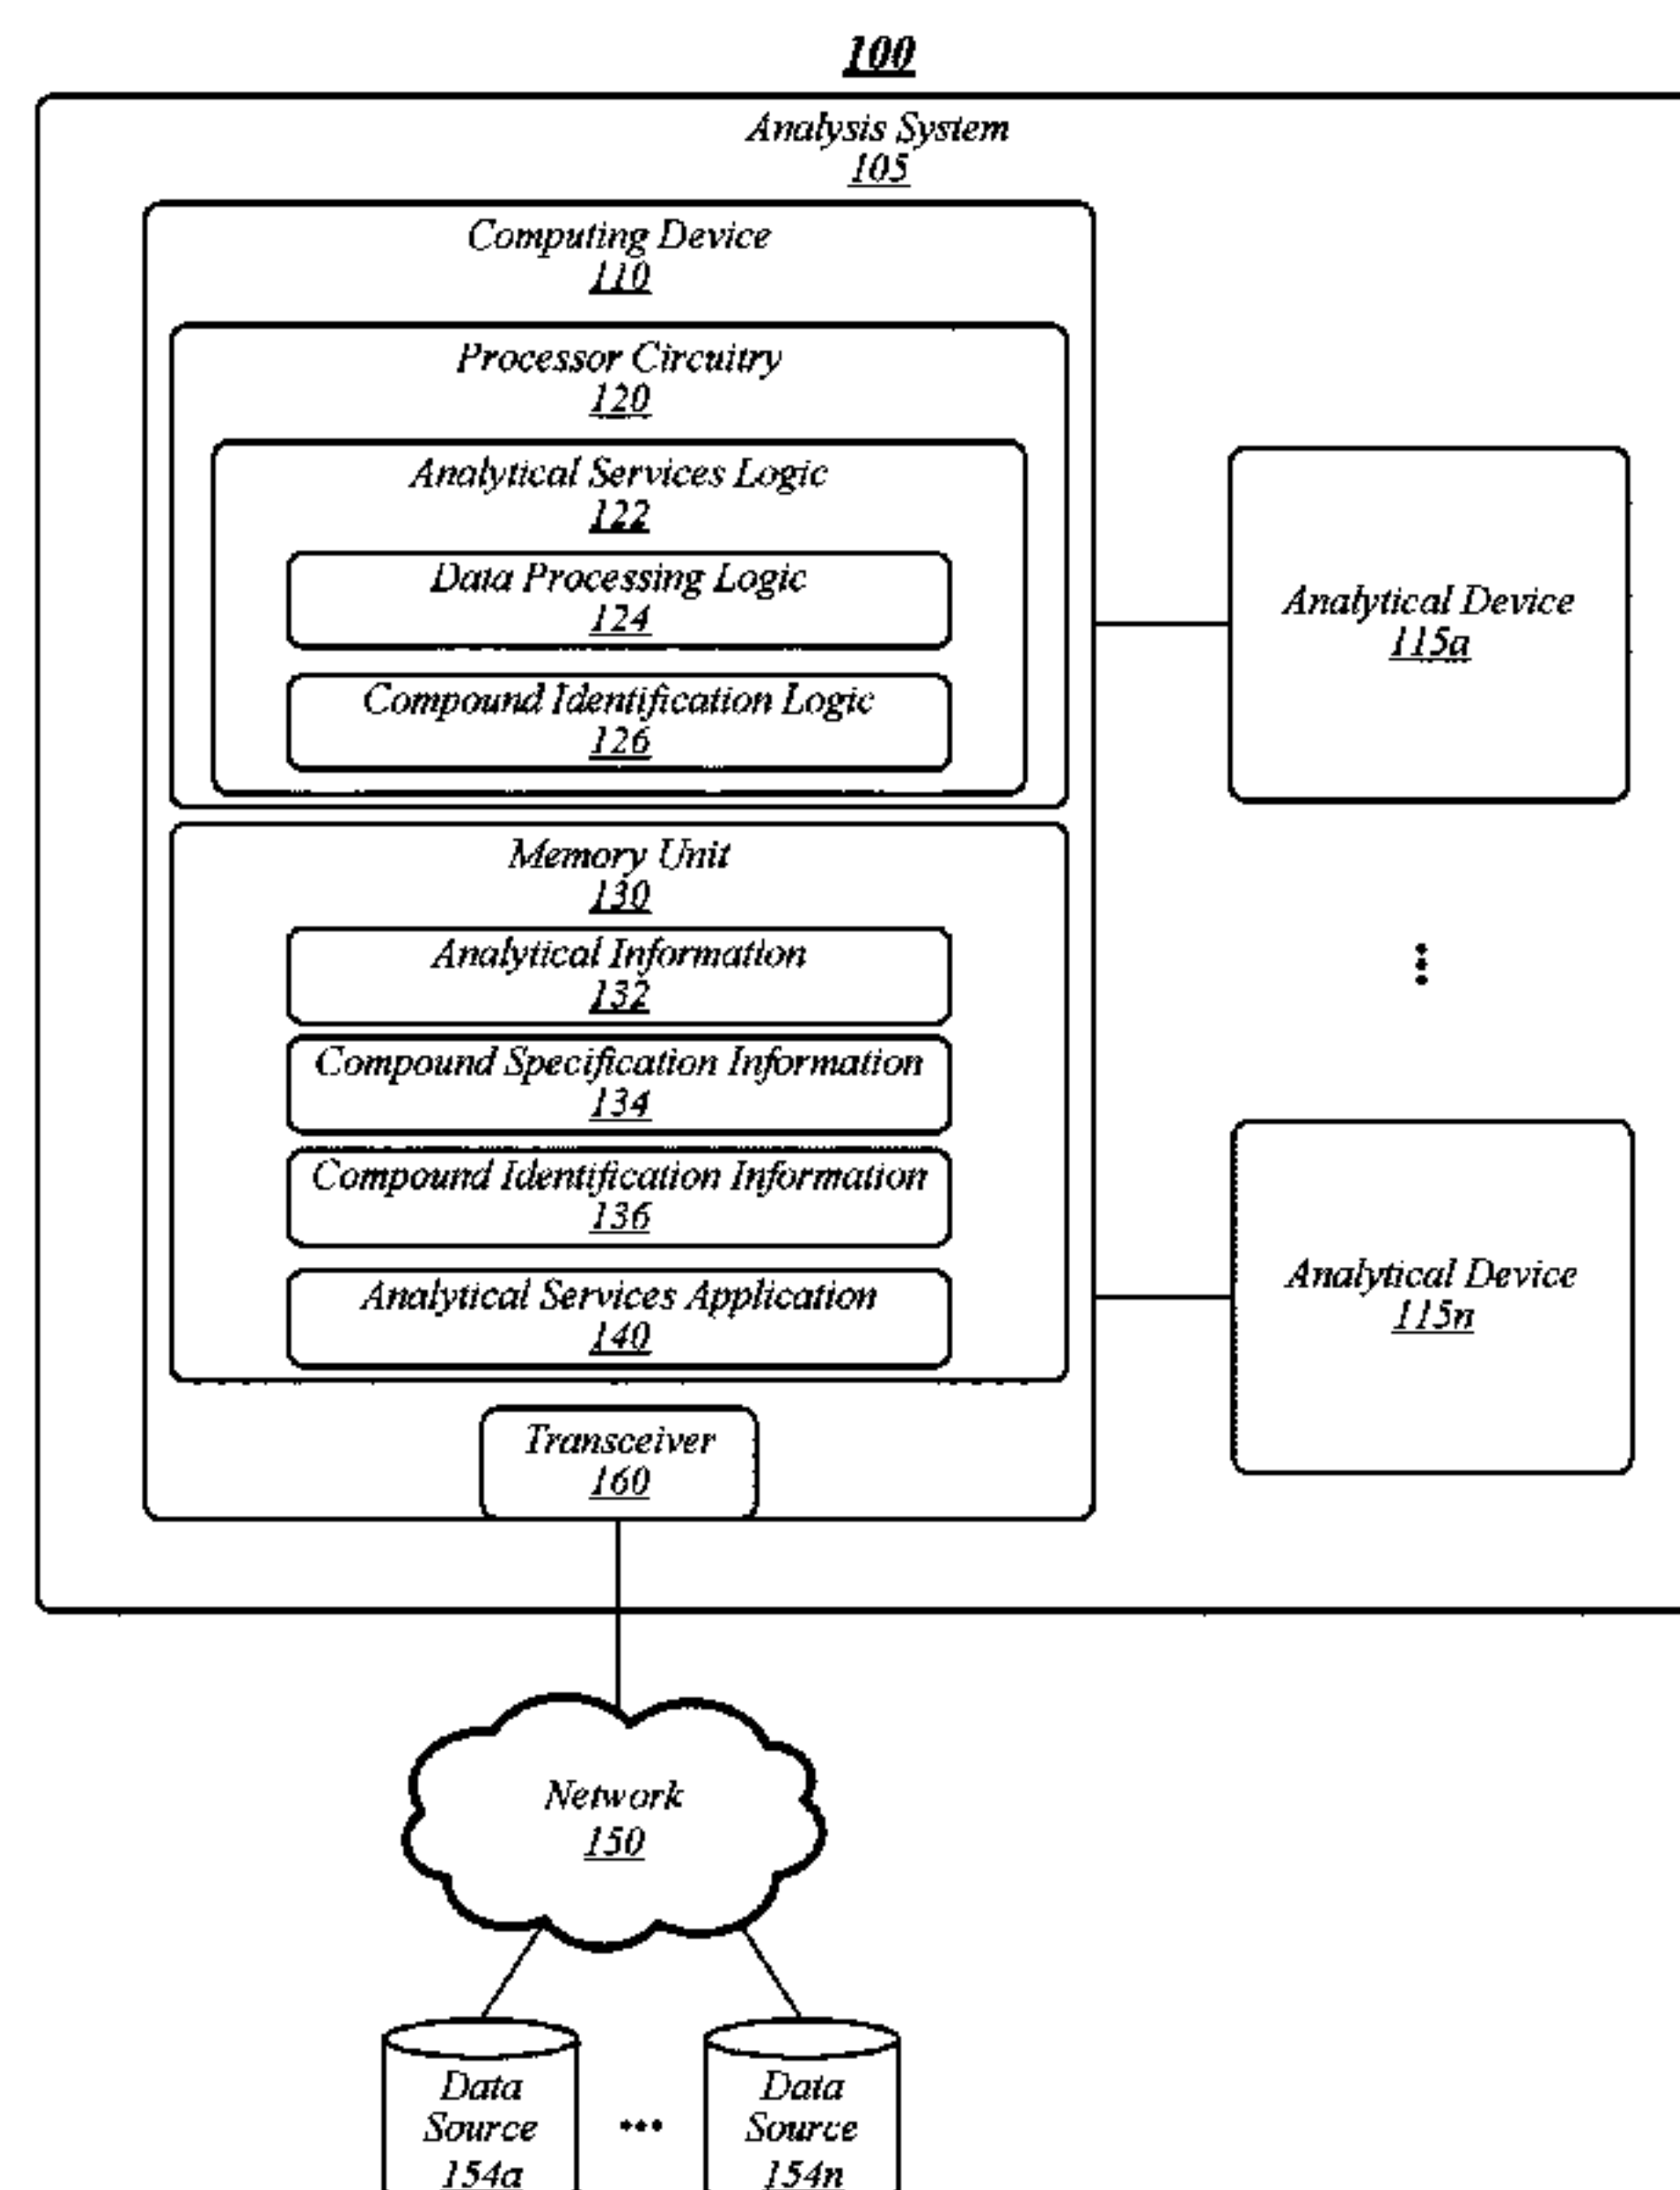 100
Analysis System
105
Computing Device
110
Processor Circuitry
120
Analytical Services Logic
122
Data Processing Logic
124
Compound Identification Logic
126
Memory Unit
130
Analytical Information
132
Compound Specification Information
134
Compound Identification Information
136
Analytical Services Application
140
Transceiver
160
Analytical Device
115a
Analytical Device
115n
Network
150
Data
Source
154a
Data
Source
154n